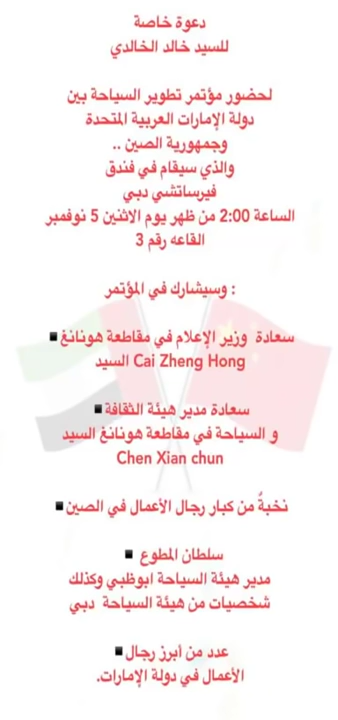 دعوة خاصة
للسيد خالد الخالدي
لحضور مؤتمر تطوير السياحة بين
دولة الإمارات العربية المتحدة
وجمهورية الصين ..
والذي سيقام في فندق
فيرساتشي دبي
الساعة 2:00 من ظهر يوم الاثنين 5 نوفمبر
القاعه رقم 3
وسيشارك في المؤتمر :
سعادة وزير الإعلام في مقاطعة هونانغ ▪
السيد Cai Zheng Hong
سعادة مدير هيئة الثقافة ▪
و السياحة في مقاطعة هونانغ السيد
Chen Xian chun
نخبةٌ من كبار رجال الأعمال في الصين ▪
سلطان المطوع ▪
مدير هيئة السياحة ابوظبي وكذلك
شخصيات من هيئة السياحة دبي
عدد من أبرز رجال ▪
الأعمال في دولة الإمارات.